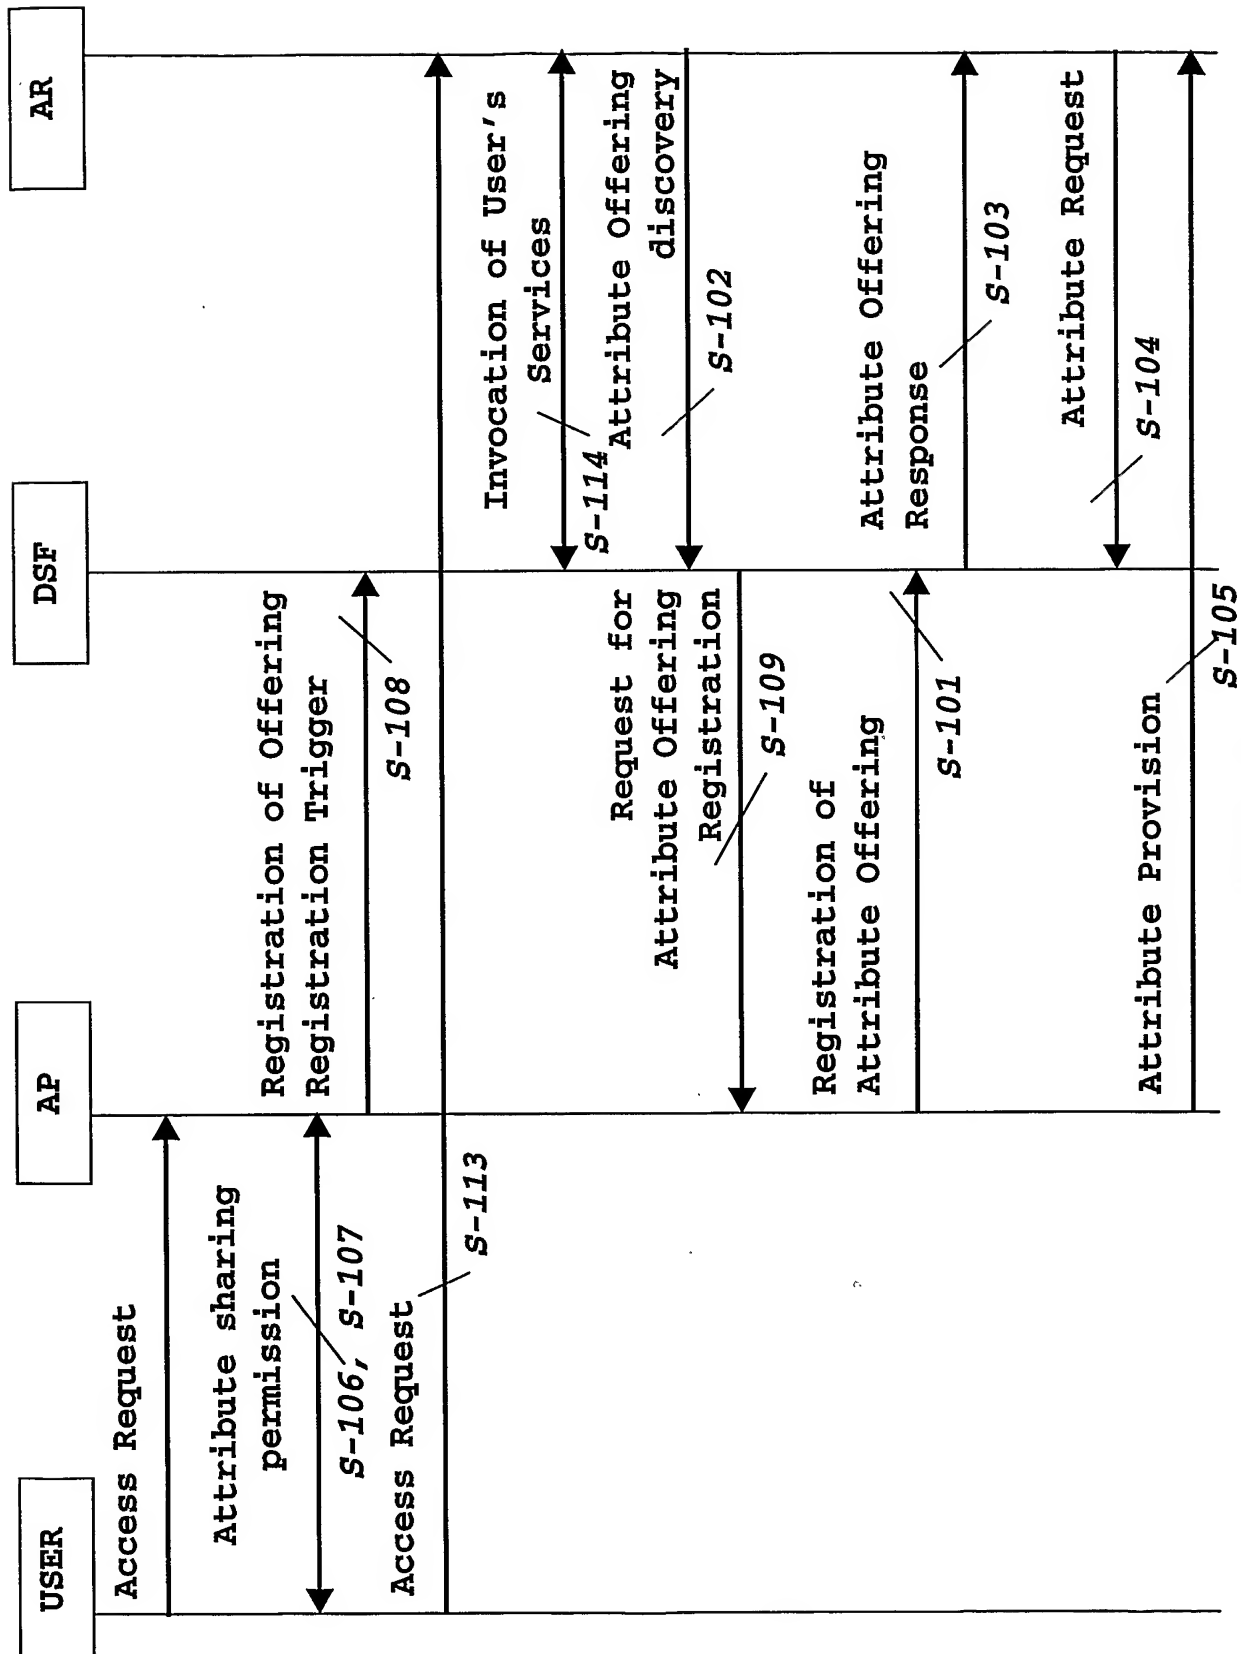 USER
AP
DSF
AR
Access Request
Attribute sharing
permission
S-106, S-107
Registration of Offering
Registration Trigger
S-108
Access Request
S-113
Invocation of User's
Services
S-114
Attribute Offering
discovery
S-102
Request for
Attribute Offering
Registration
S-109
Registration of
Attribute Offering
S-101
Attribute Offering
Response
S-103
Attribute Request
S-104
Attribute Provision
S-105